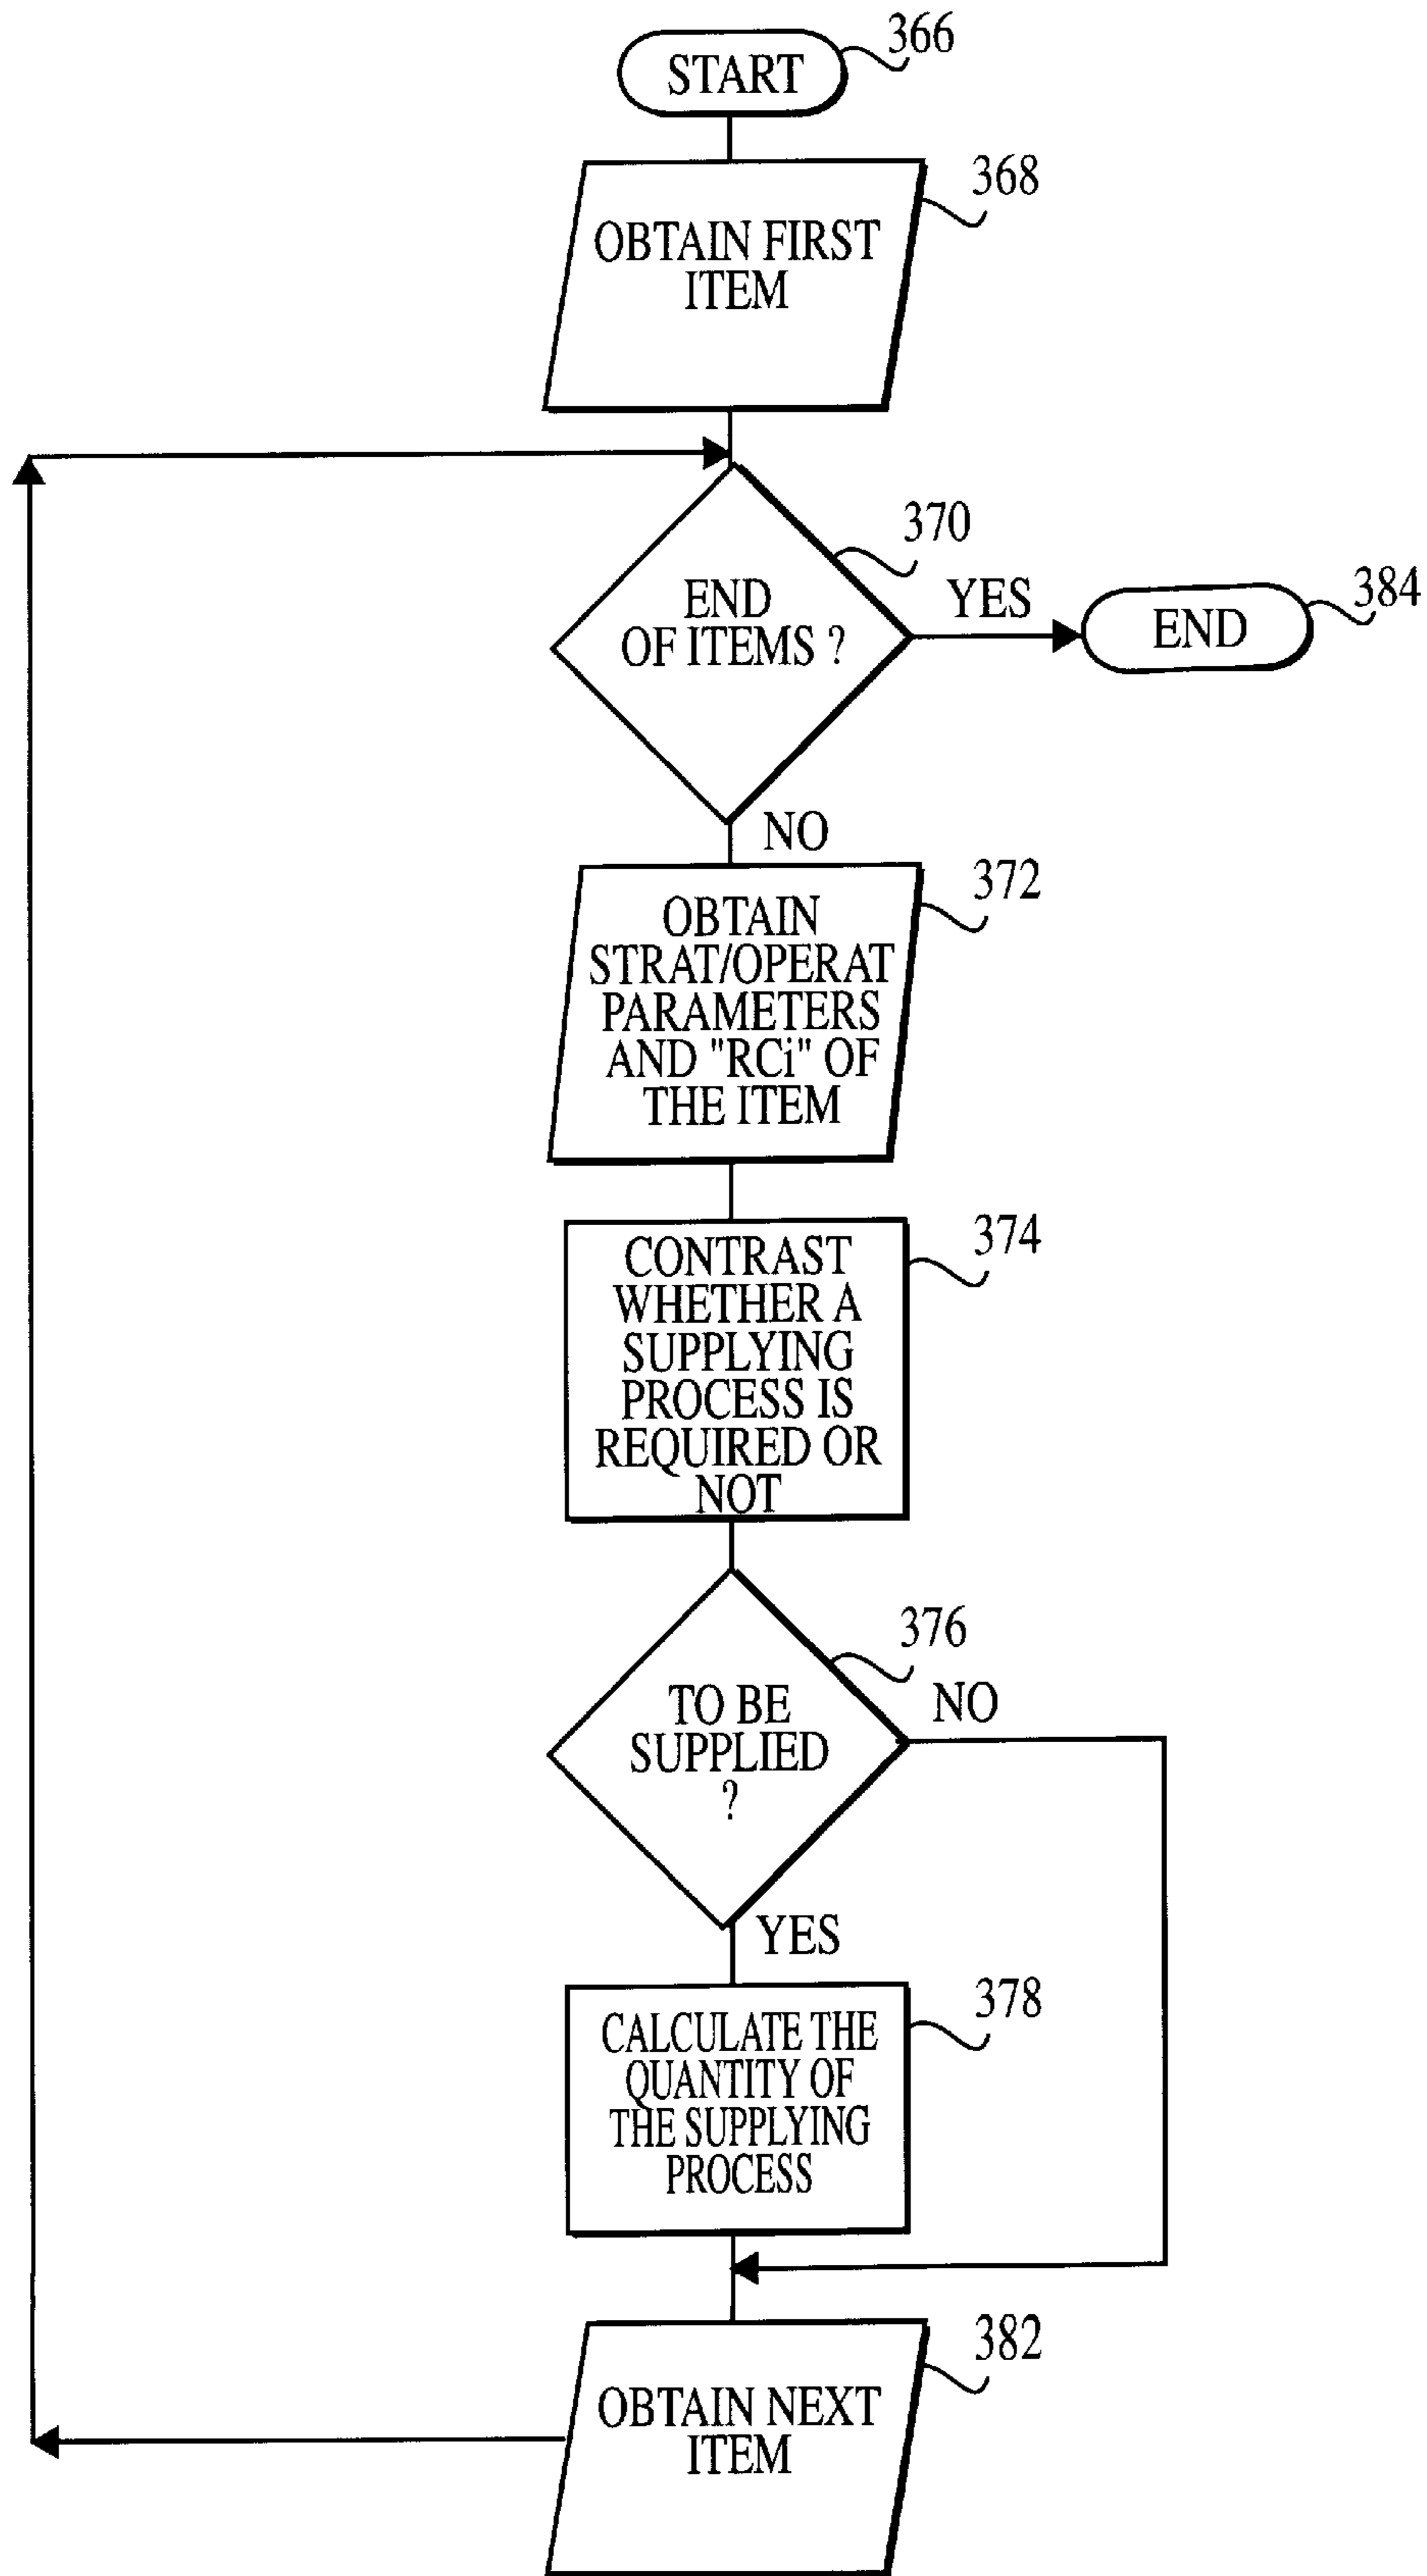 START
366
OBTAIN FIRST
ITEM
368
370
END
OF ITEMS ?
YES
END
384
NO
OBTAIN
STRAT/OPERAT
PARAMETERS
AND "RCi" OF
THE ITEM
372
CONTRAST
WHETHER A
SUPPLYING
PROCESS IS
REQUIRED OR
NOT
374
376
TO BE
SUPPLIED
?
NO
YES
CALCULATE THE
QUANTITY OF
THE SUPPLYING
PROCESS
378
OBTAIN NEXT
ITEM
382